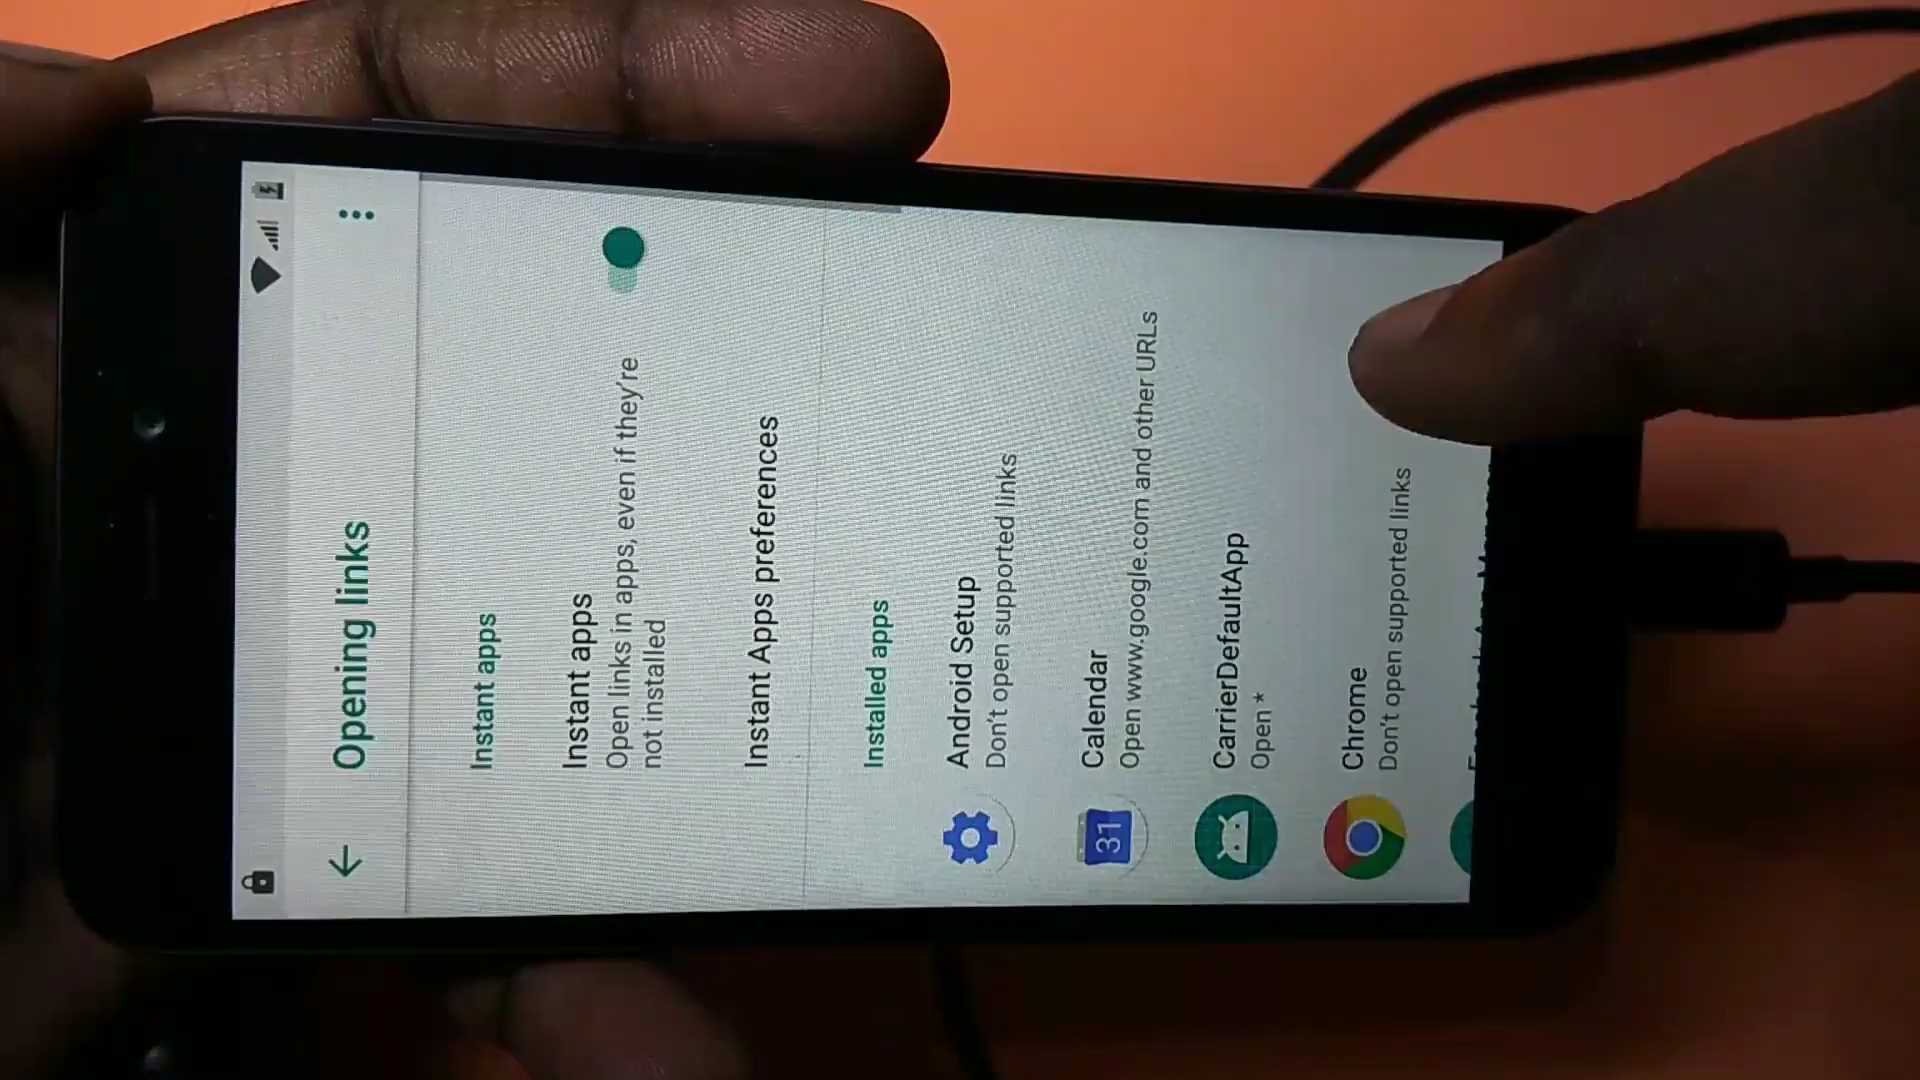 Opening links
Instant apps
Instant apps
Open links in apps, even if they're
not installed
Instant Apps preferences
Installed apps
Android Setup
Don't open supported links
31
Calendar
Open www.google.com and other URLs
CarrierDefaultApp
Open *
Chrome
Don't open supported links